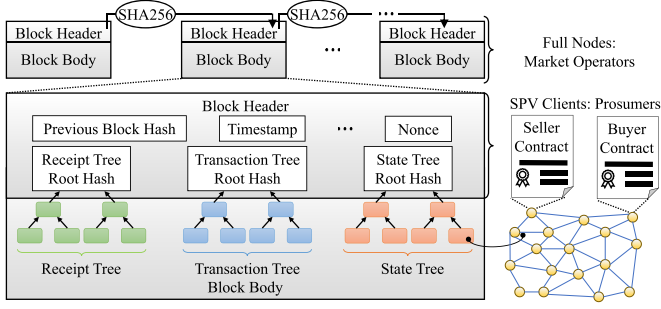 SHA256
SHA256
...
Block Header
Block Header
Block Header
Block Body
Block Body
...
Block Body
Full Nodes:
Market Operators
Block Header
Previous Block Hash
Timestamp
...
Nonce
Receipt Tree
Root Hash
Transaction Tree
Root Hash
State Tree
Root Hash
Receipt Tree
Transaction Tree
State Tree
Block Body
SPV Clients: Prosumers
Seller
Contract
Buyer
Contract